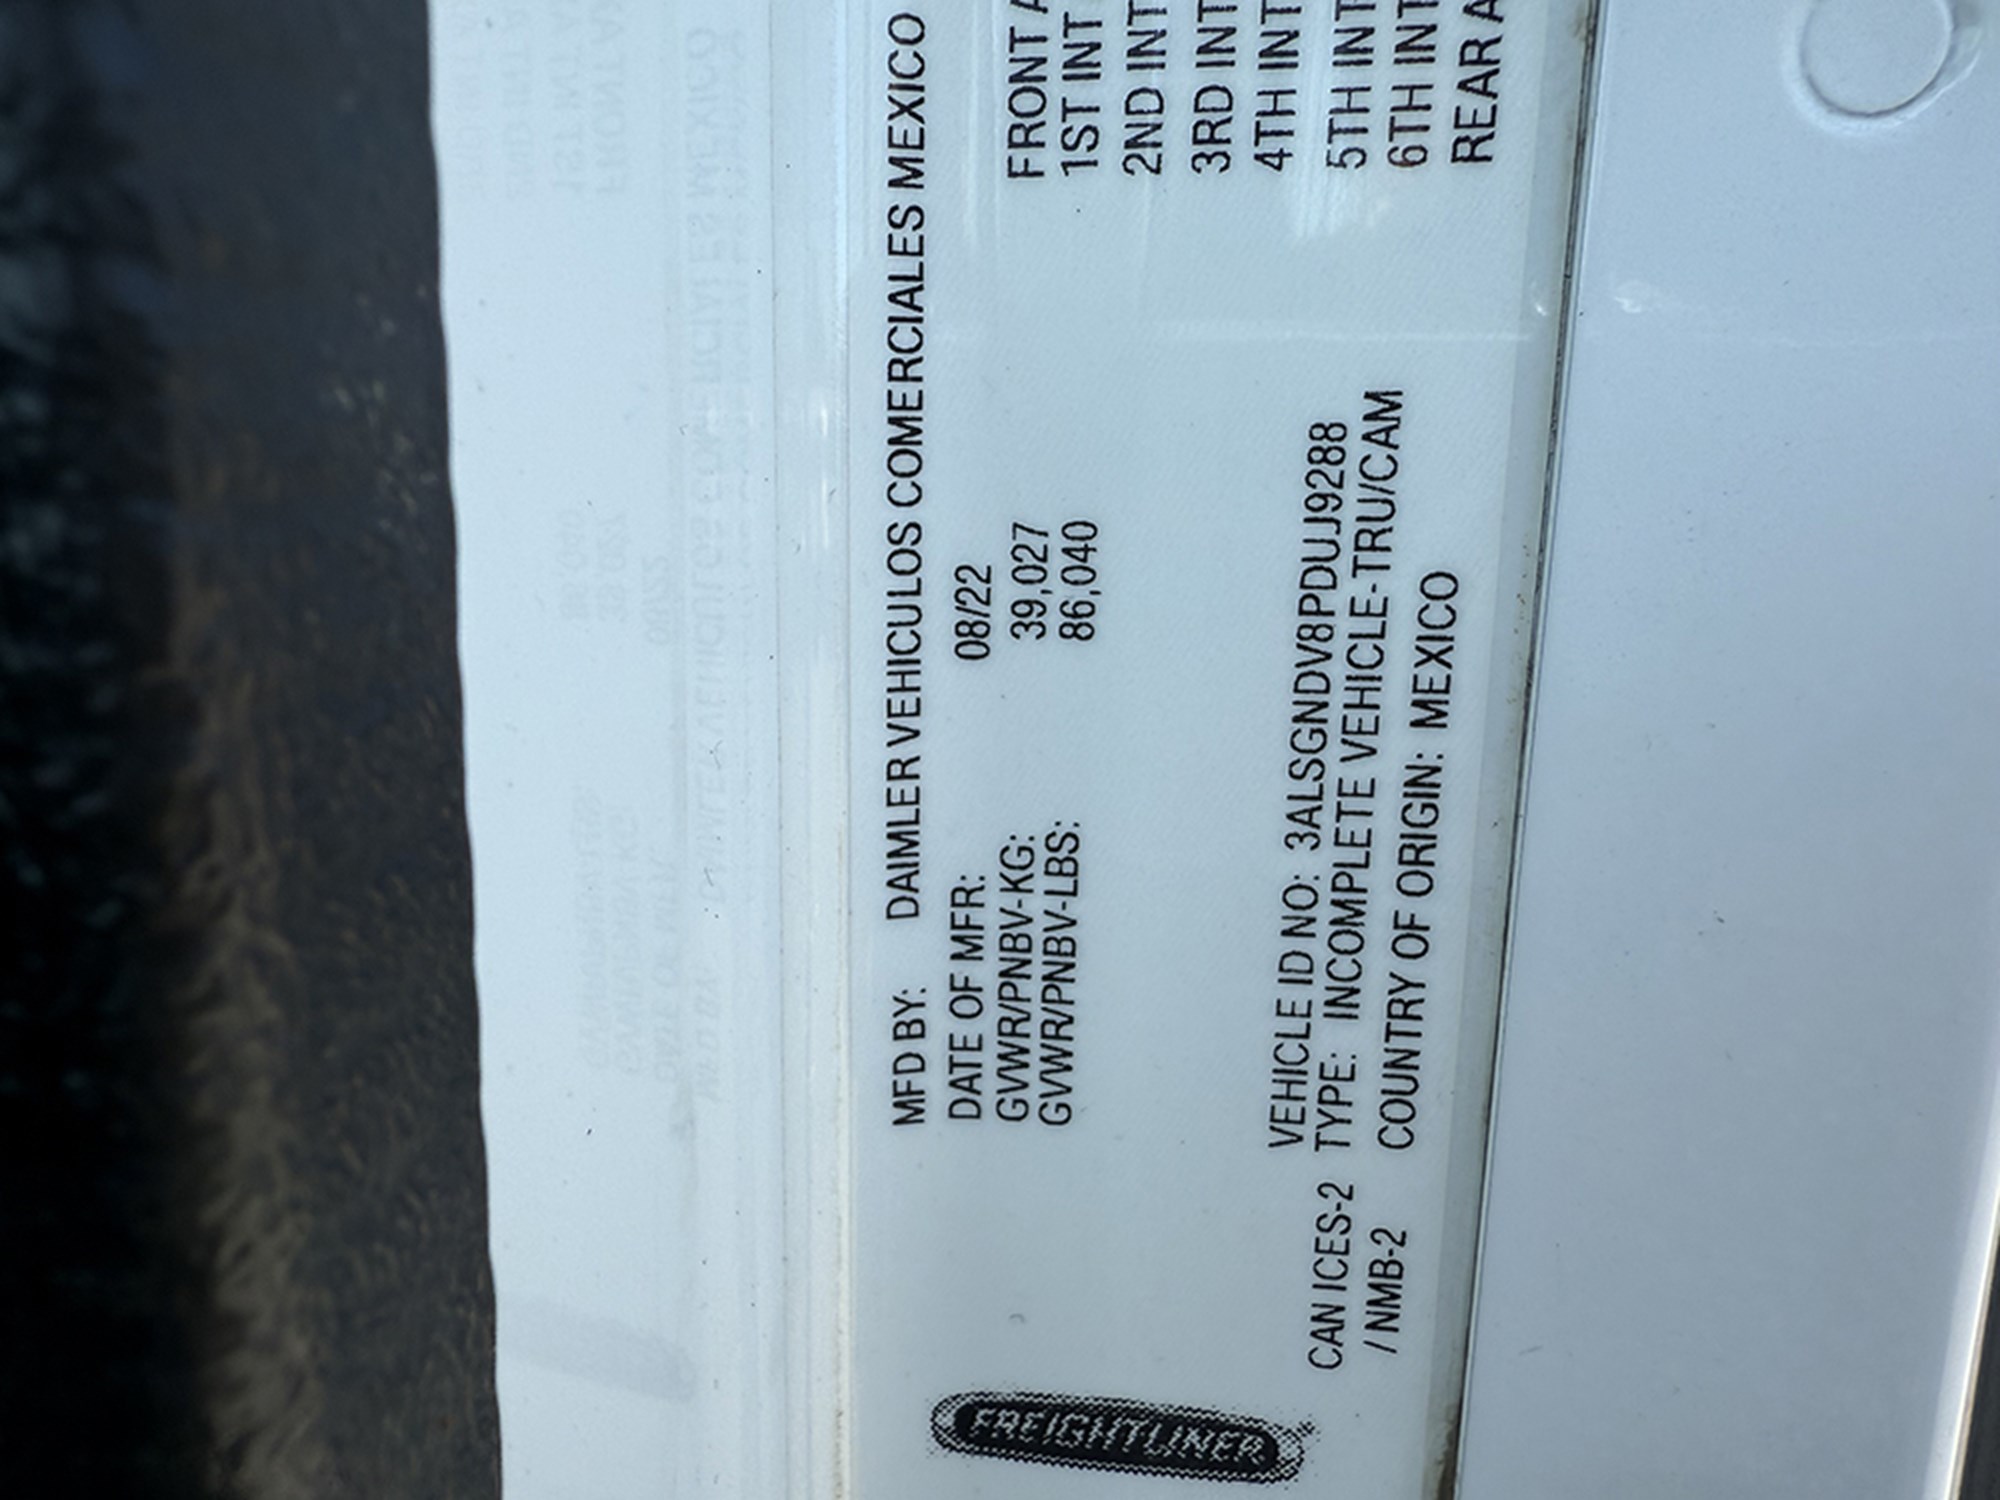 MFD BY: DAIMLER VEHICULOS COMERCIALES MEXICO
DATE OF MFR: 08/22
GVWR/PNBV-KG: 39,027
GVWR/PNBV-LBS: 86,040
FRONT A
1ST INT
2ND INT
3RD INT
4TH INT
5TH INT
6TH INT
REAR A
VEHICLE ID NO: 3ALSGNDV8PDUJ9288
CAN ICES-2 TYPE: INCOMPLETE VEHICLE-TRU/CAM
/ NMB-2 COUNTRY OF ORIGIN: MEXICO
FREIGHTLINER